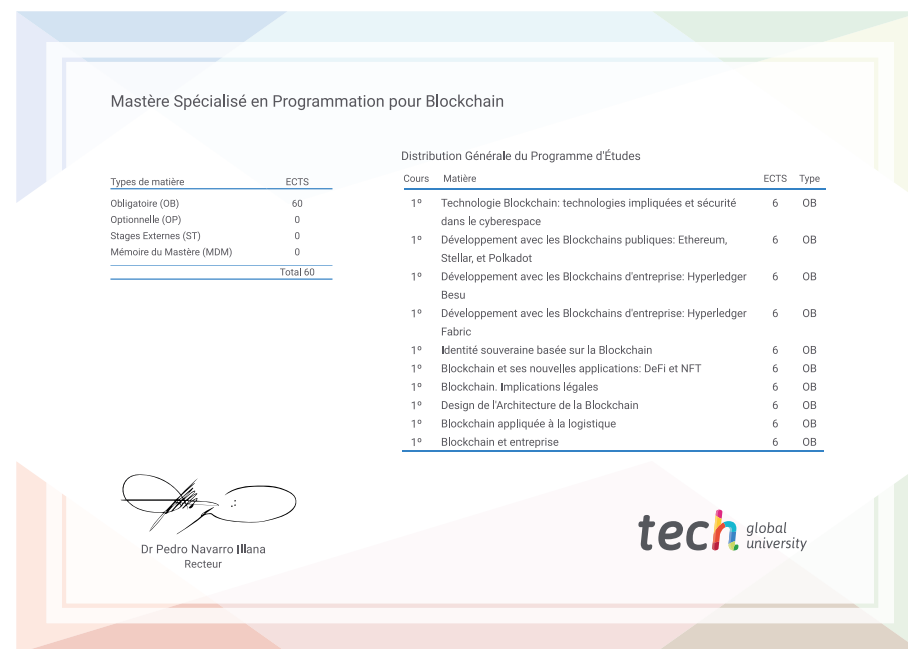 Mastère Spécialisé en Programmation pour Blockchain
Types de matière ECTS
Obligatoire (OB) 60
Optionnelle (OP) 0
Stages Externes (ST) 0
Mémoire du Mastère (MDM) 0
Total 60
Distribution Générale du Programme d'Études
Cours Matière ECTS Type
1º Technologie Blockchain: technologies impliquées et sécurité 6 OB
dans le cyberespace
1º Développement avec les Blockchains publiques: Ethereum, 6 OB
Stellar, et Polkadot
1º Développement avec les Blockchains d'entreprise: Hyperledger 6 OB
Besu
1º Développement avec les Blockchains d'entreprise: Hyperledger 6 OB
Fabric
1º Identité souveraine basée sur la Blockchain 6 OB
1º Blockchain et ses nouvelles applications: DeFi et NFT 6 OB
1º Blockchain. Implications légales 6 OB
1º Design de l'Architecture de la Blockchain 6 OB
1º Blockchain appliquée à la logistique 6 OB
1º Blockchain et entreprise 6 OB
Dr Pedro Navarro Illana
Recteur
tech global
university